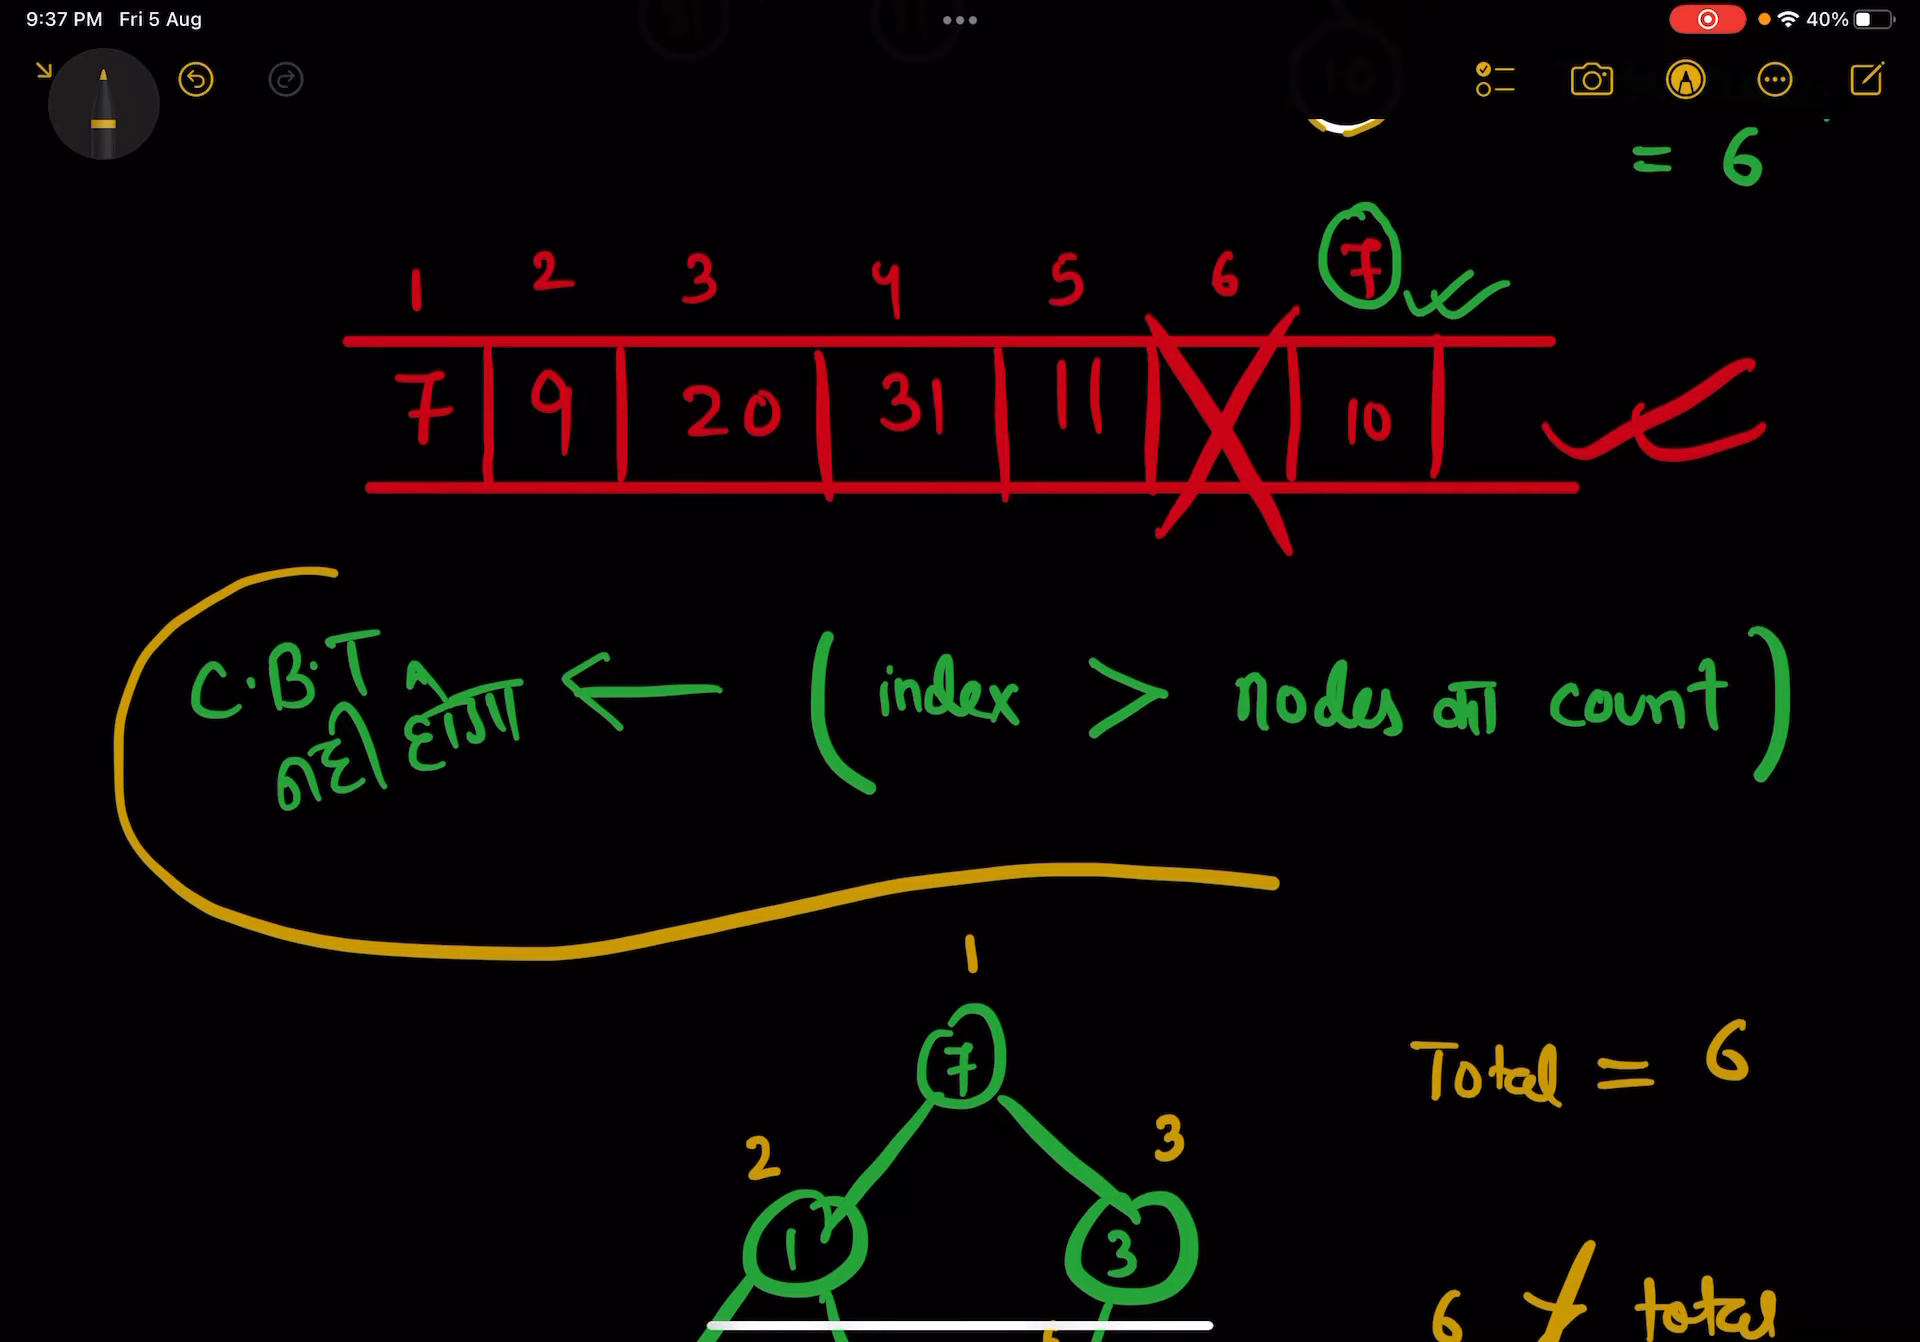 9:37 PM Fri 5 Aug
40%
= 6
1 2 3 4 5 6 7
7 9 20 31 11 10
C.B.T ← (index > nodes का count)
नही होगा
1
7
Total = 6
2 3
1 3
6 total